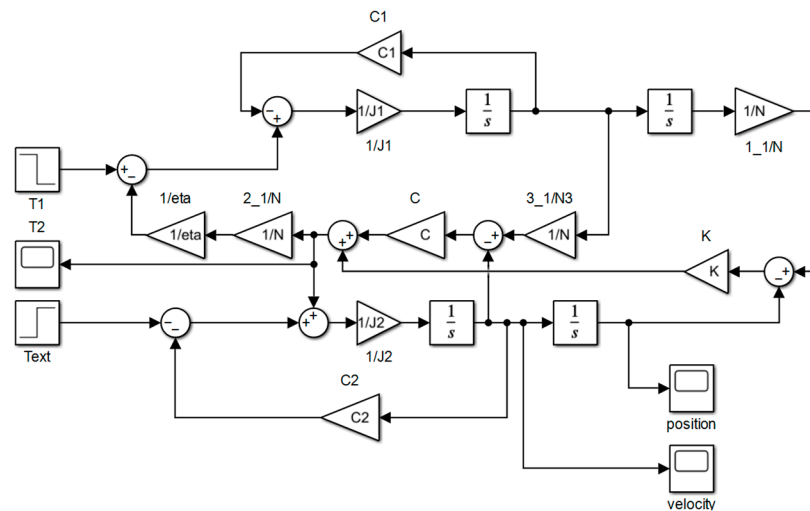 C1
C1
1/J1
1/J1
1
s
1
s
1/N
1_1/N
T1
1/eta
1/eta
2_1/N
1/N
C
C
3_1/N3
1/N
K
K
T2
Text
1/J2
1/J2
1
s
1
s
C2
C2
position
velocity